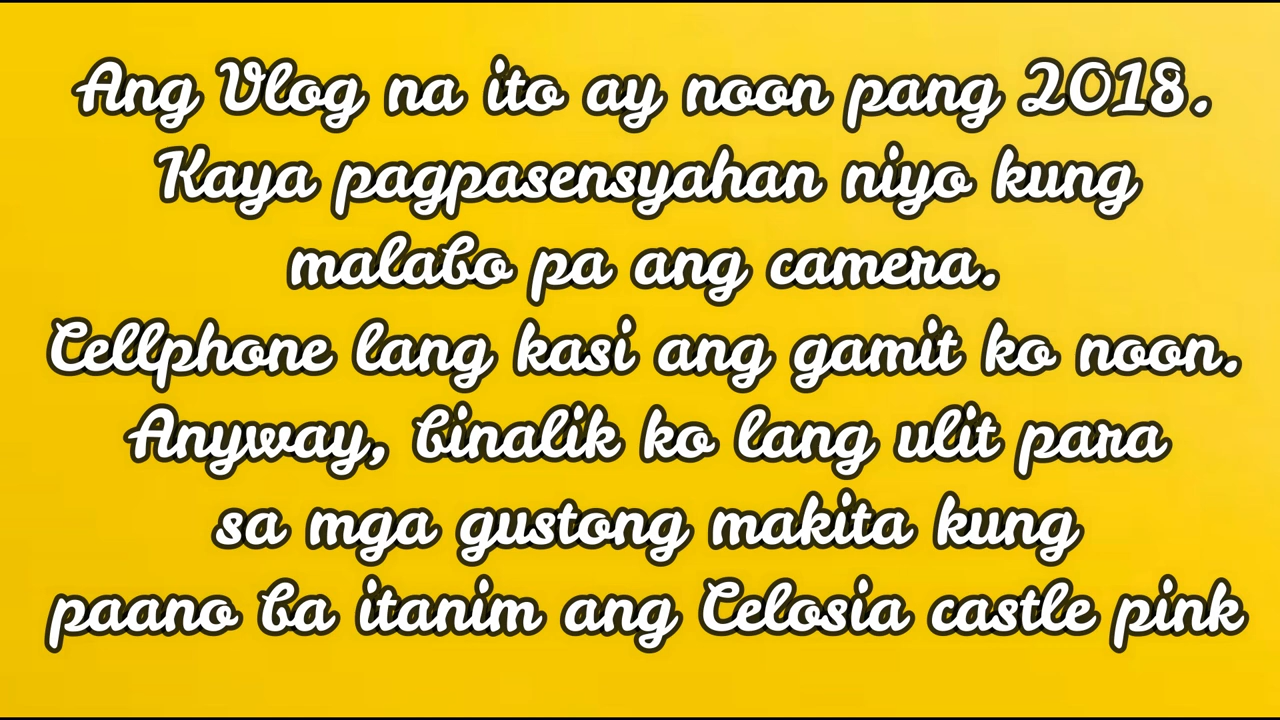 Ang Vlog na ito ay noon pang 2018.
Kaya pagpasensyahan niyo kung
malabo pa ang camera.
Cellphone lang kasi ang gamit ko noon.
Anyway, binalik ko lang ulit para
sa mga gustong makita kung
paano ba itanim ang Celosia castle pink